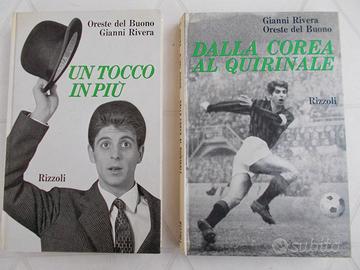 Oreste del Buono
Gianni Rivera
UN TOCCO
IN PIÙ
Rizzoli
Gianni Rivera
Oreste del Buono
DALLA COREA
AL QUIRINALE
Rizzoli
subito